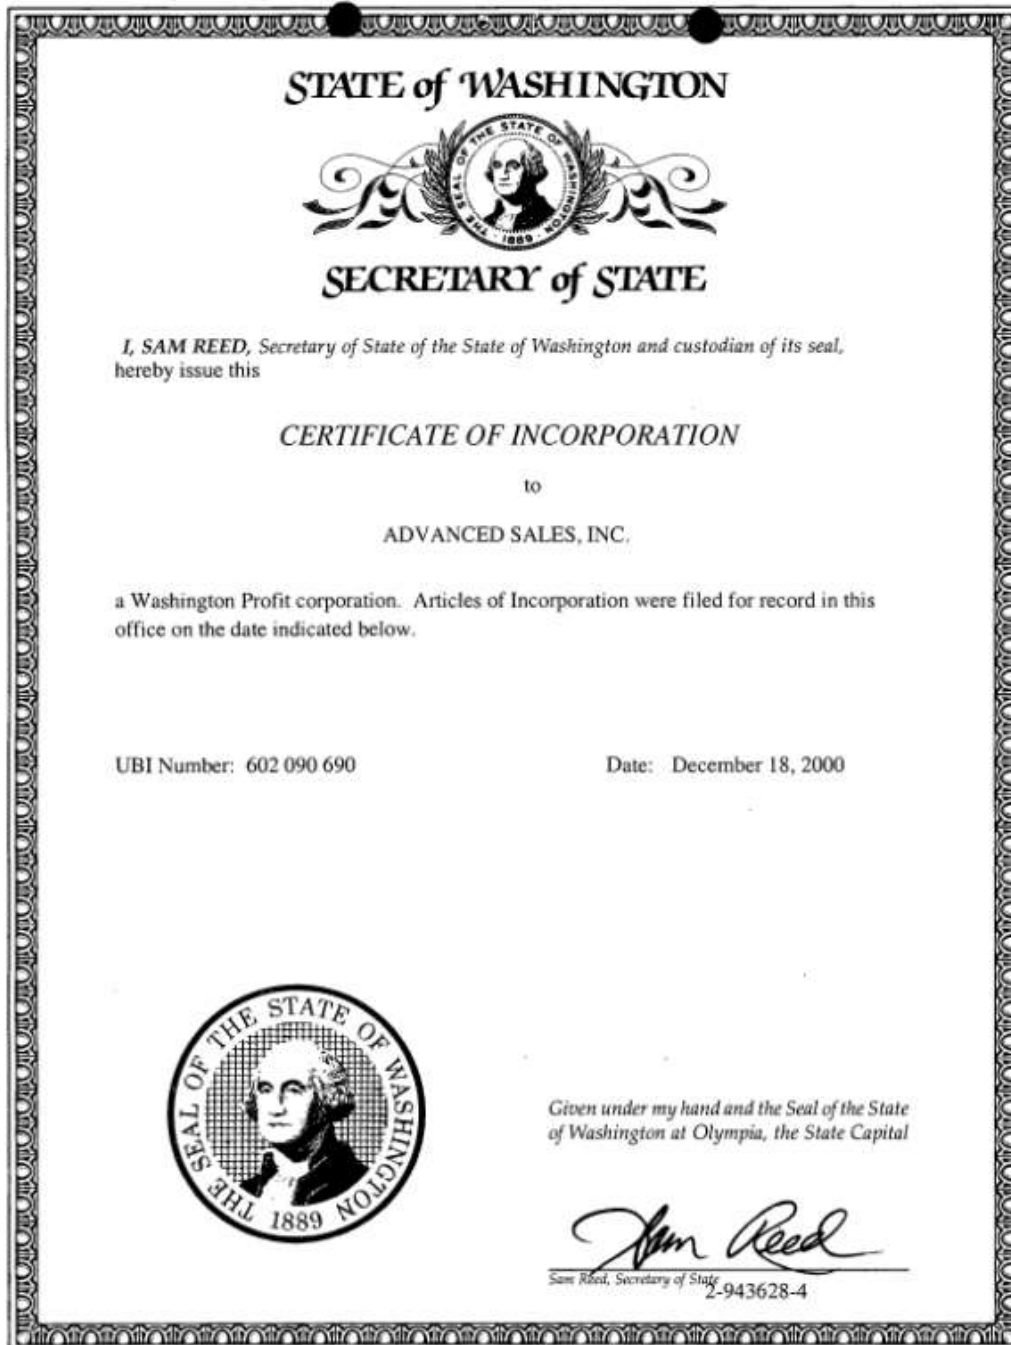 STATE of WASHINGTON
THE SEAL OF THE STATE OF WASHINGTON
1889
SECRETARY of STATE
I, SAM REED, Secretary of State of the State of Washington and custodian of its seal,
hereby issue this
CERTIFICATE OF INCORPORATION
to
ADVANCED SALES, INC.
a Washington Profit corporation. Articles of Incorporation were filed for record in this
office on the date indicated below.
UBI Number: 602 090 690
Date: December 18, 2000
THE SEAL OF THE STATE OF WASHINGTON
1889
Given under my hand and the Seal of the State
of Washington at Olympia, the State Capital
Sam Reed
Sam Reed, Secretary of State
2-943628-4